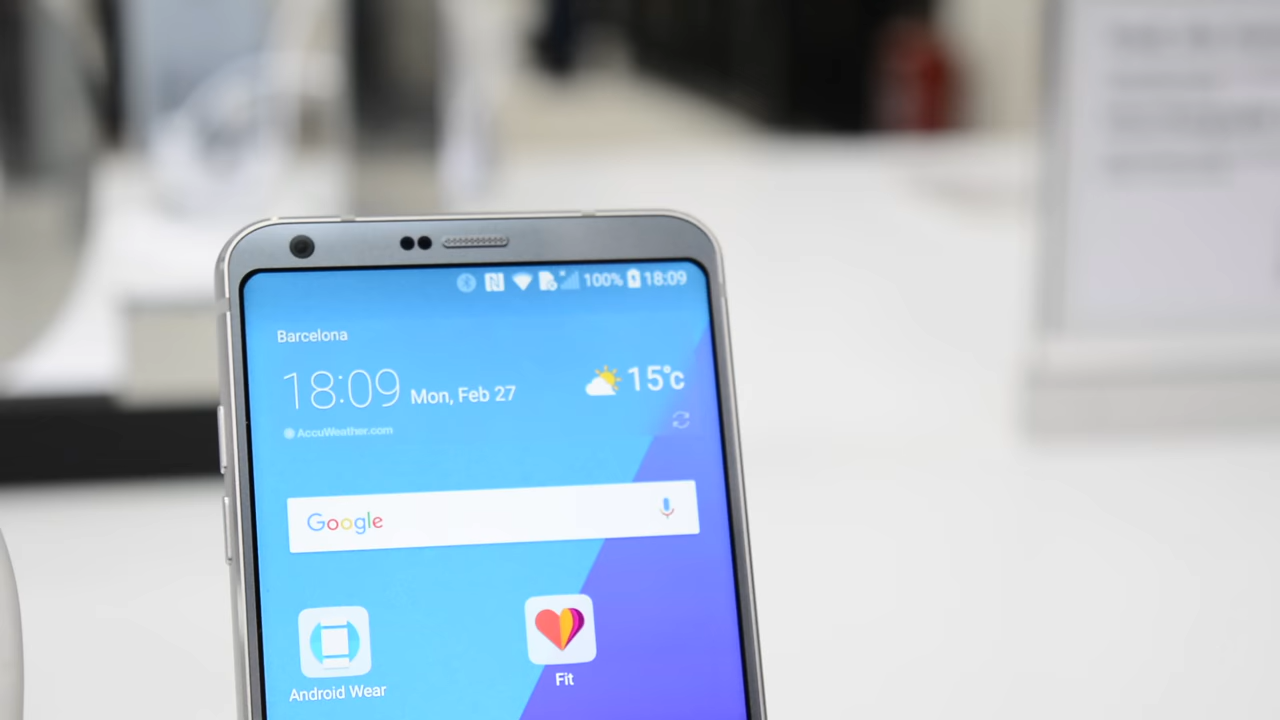 100% 18:09
Barcelona
18:09 Mon, Feb 27 15°c
AccuWeather.com
Google
Android Wear
Fit